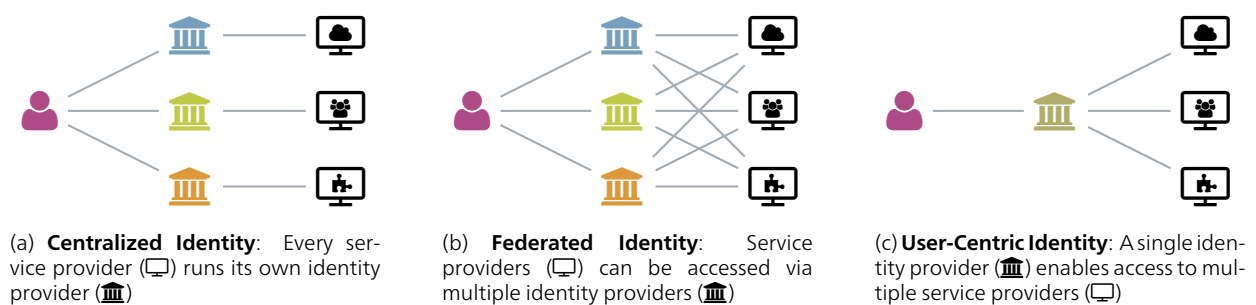 (a) Centralized Identity: Every ser-
vice provider () runs its own identity
provider ()
(b) Federated Identity: Service
providers () can be accessed via
multiple identity providers ()
(c) User-Centric Identity: A single iden-
tity provider () enables access to mul-
tiple service providers ()